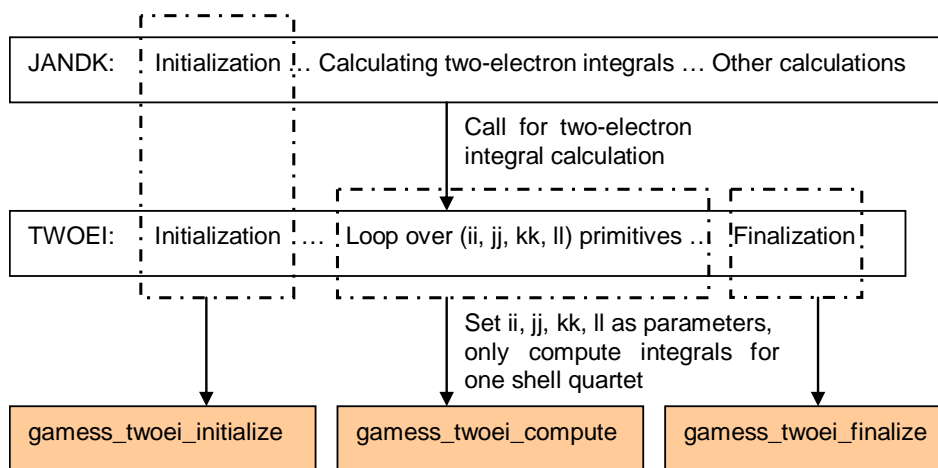 JANDK: Initialization ... Calculating two-electron integrals ... Other calculations
Call for two-electron
integral calculation
TWOEI: Initialization ... Loop over (ii, jj, kk, ll) primitives ... Finalization
Set ii, jj, kk, ll as parameters,
only compute integrals for
one shell quartet
gamess_twoei_initialize
gamess_twoei_compute
gamess_twoei_finalize